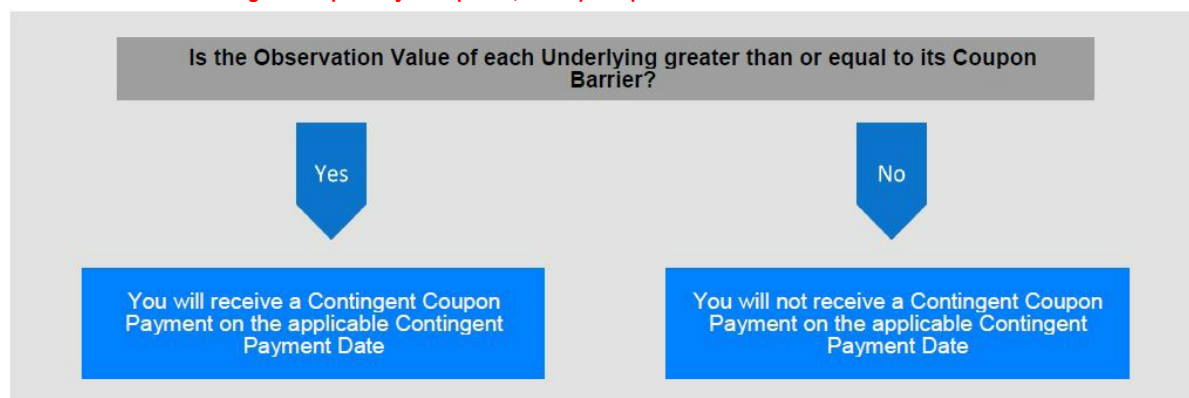 Is the Observation Value of each Underlying greater than or equal to its Coupon
Barrier?
Yes
No
You will receive a Contingent Coupon
Payment on the applicable Contingent
Payment Date
You will not receive a Contingent Coupon
Payment on the applicable Contingent
Payment Date